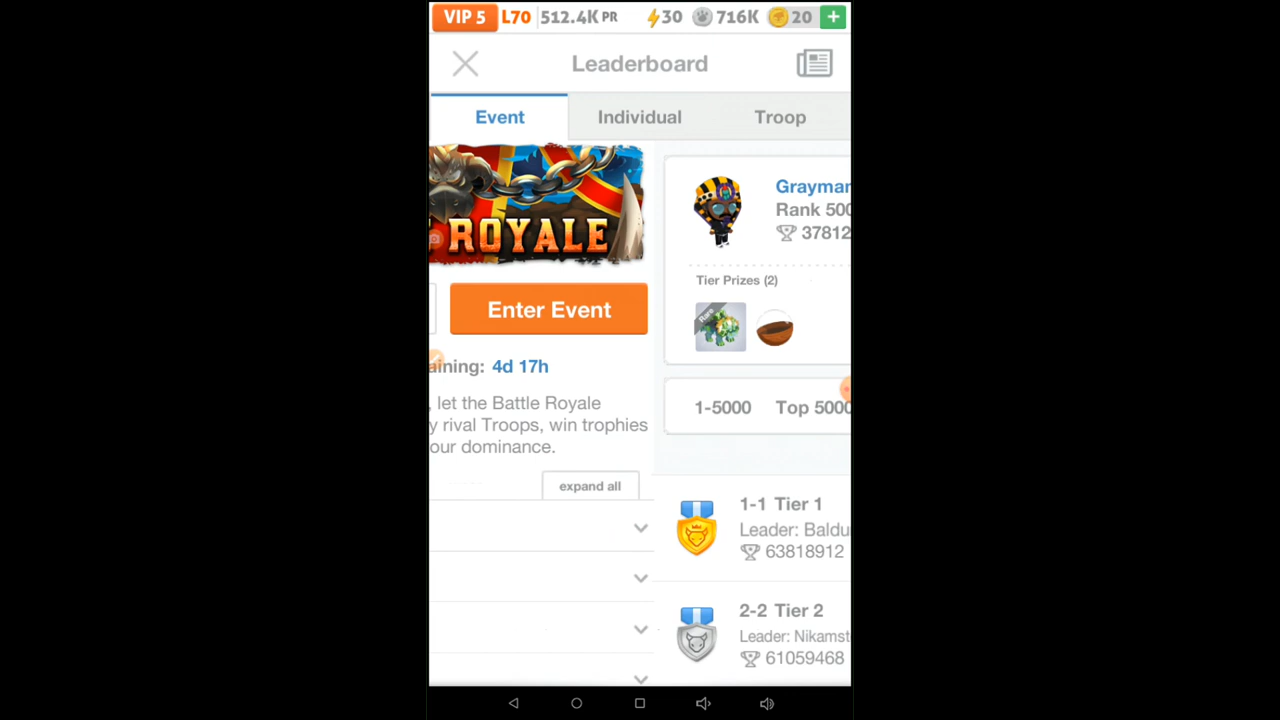 VIP 5 L70 512.4K PR 30 716K 20 +
Leaderboard
Event Individual Troop
ROYALE
Enter Event
aining: 4d 17h
, let the Battle Royale
y rival Troops, win trophies
our dominance.
expand all
Grayman
Rank 500
37812
Tier Prizes (2)
Rare
1-5000 Top 5000
1-1 Tier 1
Leader: Baldu
63818912
2-2 Tier 2
Leader: Nikamst
61059468